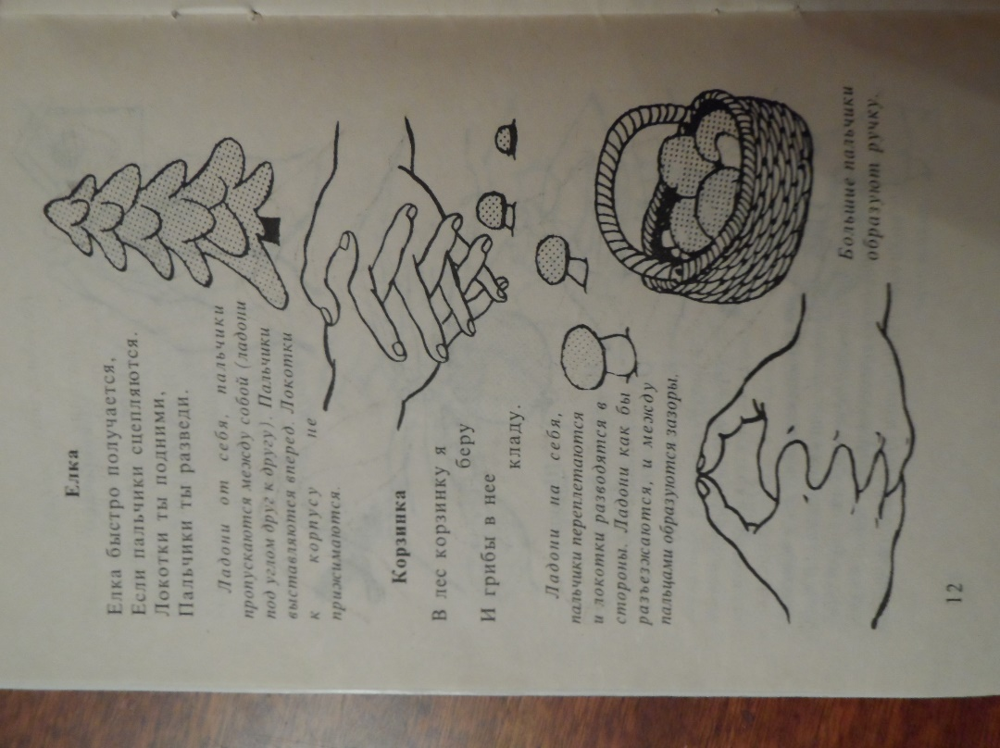 Елка
Елка быстро получается,
Если пальчики сцепляются.
Локотки ты подними,
Пальчики ты разведи.
Ладони от себя, пальчики
пропускаются между собой (ладони
под углом друг к другу). Пальчики
выставляются вперед. Локотки
к корпусу не
прижимаются.
Корзинка
В лес корзинку я
беру
И грибы в нее
кладу.
Ладони на себя,
пальчики переплетаются
и локотки разводятся в
стороны. Ладони как бы
разъезжаются, и между
пальцами образуются зазоры.
Большие пальчики
образуют ручку.
12